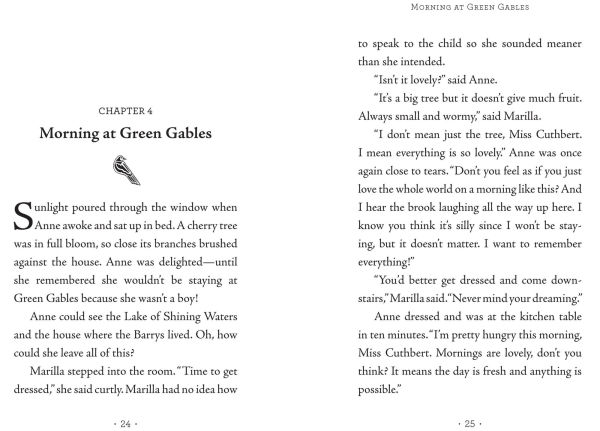 CHAPTER 4
Morning at Green Gables
Sunlight poured through the window when
Anne awoke and sat up in bed. A cherry tree
was in full bloom, so close its branches brushed
against the house. Anne was delighted—until
she remembered she wouldn't be staying at
Green Gables because she wasn't a boy!
Anne could see the Lake of Shining Waters
and the house where the Barrys lived. Oh, how
could she leave all of this?
Marilla stepped into the room. “Time to get
dressed,” she said curtly. Marilla had no idea how
· 24 ·
Morning at Green Gables
to speak to the child so she sounded meaner
than she intended.
“Isn't it lovely?” said Anne.
“It's a big tree but it doesn't give much fruit.
Always small and wormy,” said Marilla.
“I don't mean just the tree, Miss Cuthbert.
I mean everything is so lovely.” Anne was once
again close to tears. “Don't you feel as if you just
love the whole world on a morning like this? And
I hear the brook laughing all the way up here. I
know you think it's silly since I won't be stay-
ing, but it doesn't matter. I want to remember
everything!”
“You'd better get dressed and come down-
stairs,” Marilla said. “Never mind your dreaming.”
Anne dressed and was at the kitchen table
in ten minutes. “I'm pretty hungry this morning,
Miss Cuthbert. Mornings are lovely, don't you
think? It means the day is fresh and anything is
possible.”
· 25 ·